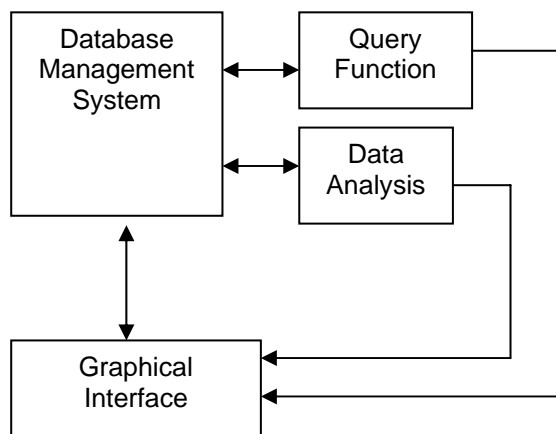 Database
Management
System
Query
Function
Data
Analysis
Graphical
Interface